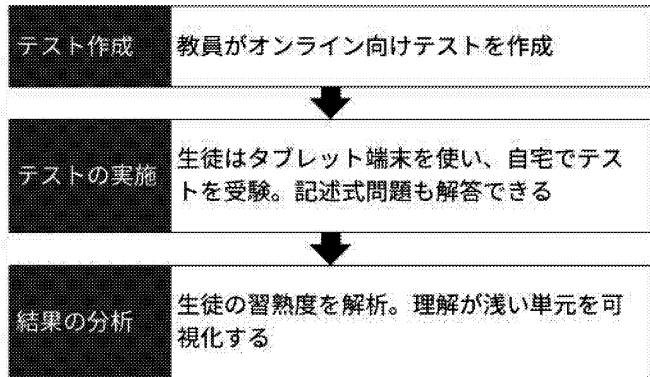 テスト作成
教員がオンライン向けテストを作成
テストの実施
生徒はタブレット端末を使い、自宅でテス
トを受験。記述式問題も解答できる
結果の分析
生徒の習熟度を解析。理解が浅い単元を可
視化する